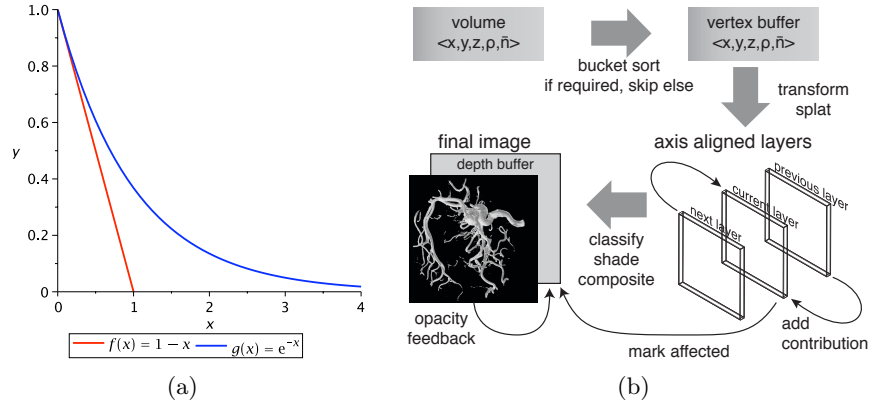 1.0
0.8
0.6
y
0.4
0.2
0
0 1 2 3 4
x
f(x) = 1 − x g(x) = e⁻ˣ
(a)
volume
<x,y,z,ρ,n̄>
vertex buffer
<x,y,z,ρ,n̄>
bucket sort
if required, skip else
transform
splat
final image
depth buffer
axis aligned layers
previous layer
current layer
next layer
classify
shade
composite
opacity
feedback
add
contribution
mark affected
(b)